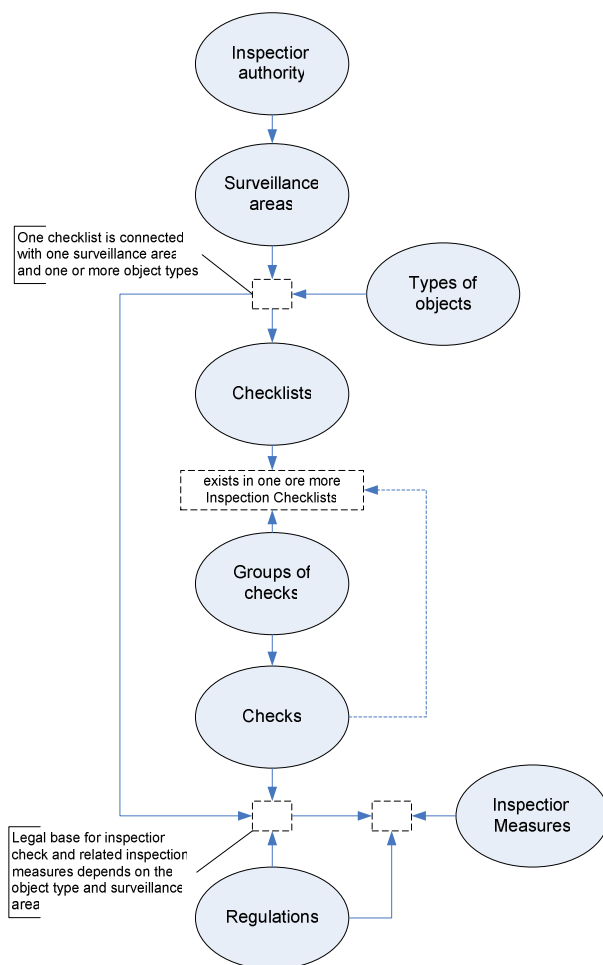 Inspection
authority
Surveillance
areas
One checklist is connected
with one surveillance area
and one or more object types
Types of
objects
Checklists
exists in one ore more
Inspection Checklists
Groups of
checks
Checks
Inspection
Measures
Legal base for inspection
check and related inspection
measures depends on the
object type and surveillance
area
Regulations